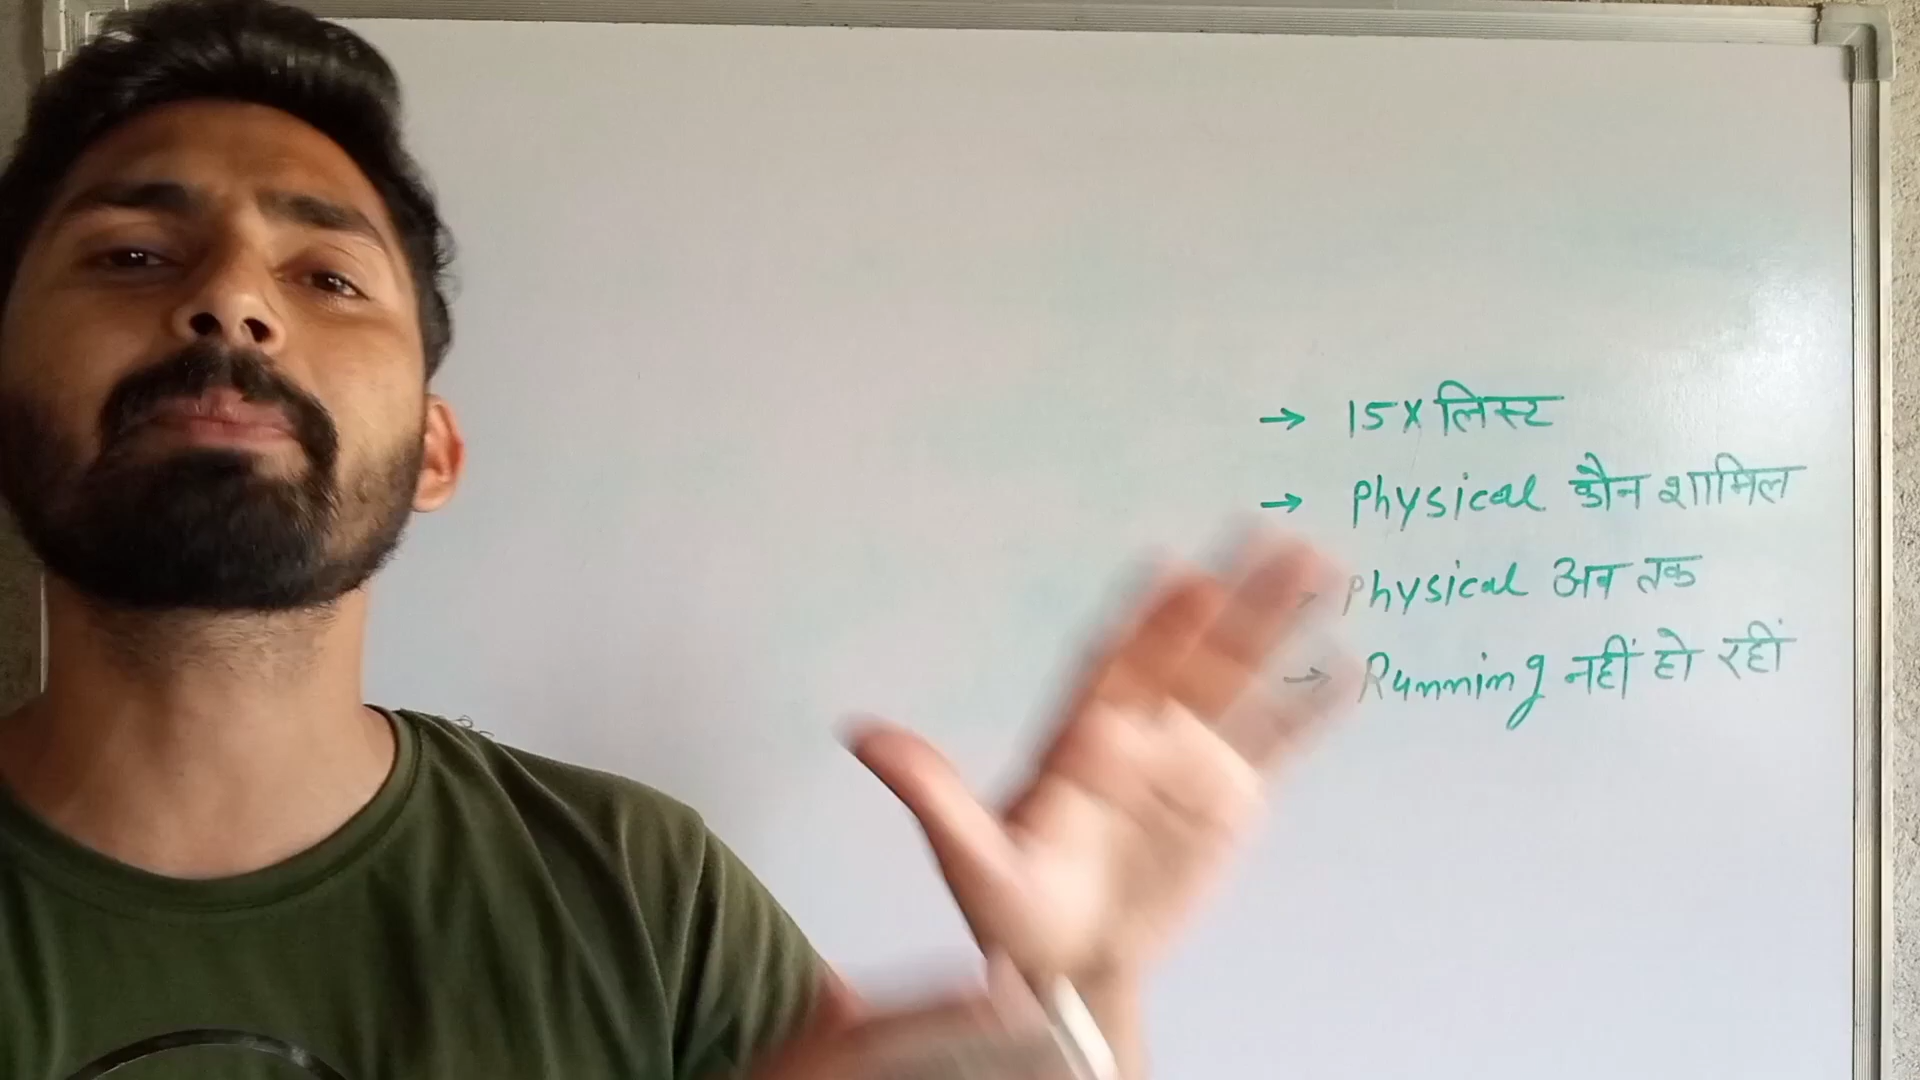 → 15X लिस्ट
→ Physical कौन शामिल
→ Physical अब तक
→ Running नहीं हो रहीं